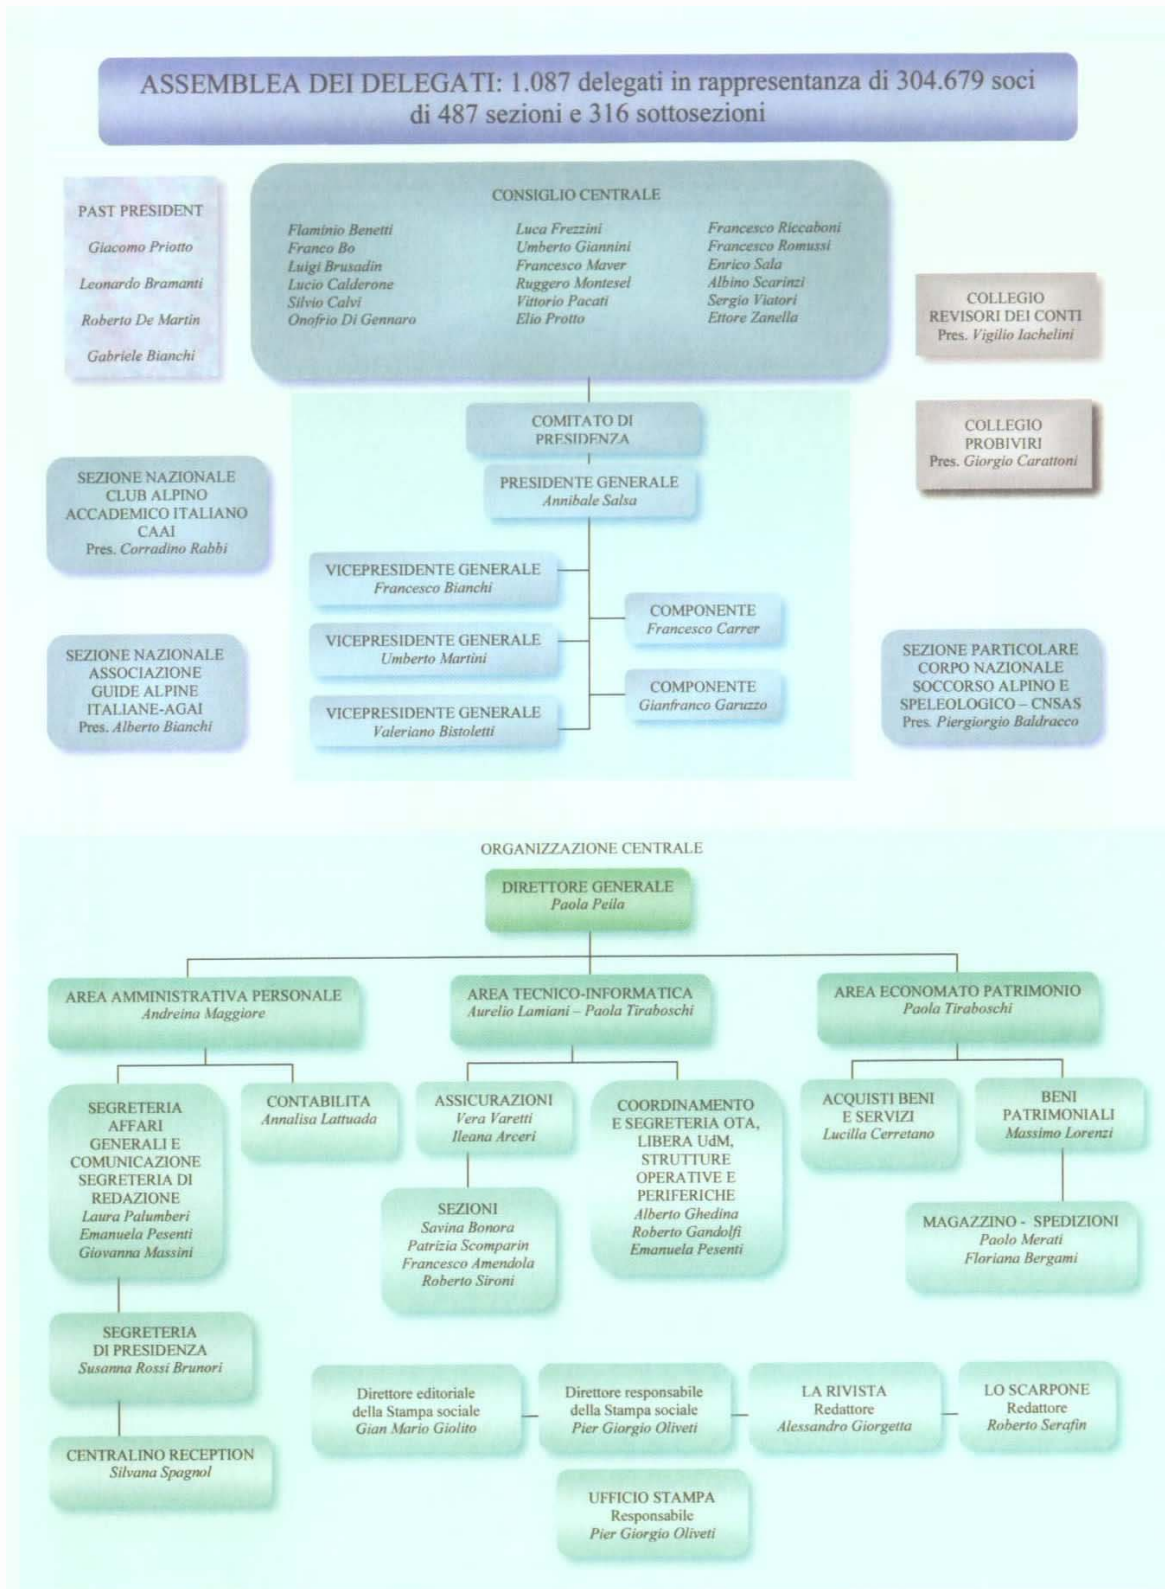 ASSEMBLEA DEI DELEGATI: 1.087 delegati in rappresentanza di 304.679 soci
di 487 sezioni e 316 sottosezioni
PAST PRESIDENT
Giacomo Priotto
Leonardo Bramanti
Roberto De Martin
Gabriele Bianchi
CONSIGLIO CENTRALE
Flaminio Benetti
Franco Bo
Luigi Brusadin
Lucio Calderone
Silvio Calvi
Onofrio Di Gennaro
Luca Frezzini
Umberto Giannini
Francesco Maver
Ruggero Montesel
Vittorio Pacati
Elio Protto
Francesco Riccaboni
Francesco Romussi
Enrico Sala
Albino Scarinzi
Sergio Viatori
Ettore Zanella
COLLEGIO
REVISORI DEI CONTI
Pres. Vigilio Iachelini
COLLEGIO
PROBIVIRI
Pres. Giorgio Carattoni
COMITATO DI
PRESIDENZA
PRESIDENTE GENERALE
Annibale Salsa
SEZIONE NAZIONALE
CLUB ALPINO
ACCADEMICO ITALIANO
CAAI
Pres. Corradino Rabbi
VICEPRESIDENTE GENERALE
Francesco Bianchi
COMPONENTE
Francesco Carrer
VICEPRESIDENTE GENERALE
Umberto Martini
COMPONENTE
Gianfranco Garuzzo
VICEPRESIDENTE GENERALE
Valeriano Bistoletti
SEZIONE NAZIONALE
ASSOCIAZIONE
GUIDE ALPINE
ITALIANE-AGAI
Pres. Alberto Bianchi
SEZIONE PARTICOLARE
CORPO NAZIONALE
SOCCORSO ALPINO E
SPELEOLOGICO – CNSAS
Pres. Piergiorgio Baldracco
ORGANIZZAZIONE CENTRALE
DIRETTORE GENERALE
Paola Peila
AREA AMMINISTRATIVA PERSONALE
Andreina Maggiore
AREA TECNICO-INFORMATICA
Aurelio Lamiani – Paola Tiraboschi
AREA ECONOMATO PATRIMONIO
Paola Tiraboschi
SEGRETERIA
AFFARI
GENERALI E
COMUNICAZIONE
SEGRETERIA DI
REDAZIONE
Laura Palumberi
Emanuela Pesenti
Giovanna Massini
CONTABILITA
Annalisa Lattuada
ASSICURAZIONI
Vera Varetti
Ileana Arceri
COORDINAMENTO
E SEGRETERIA OTA,
LIBERA UdM,
STRUTTURE
OPERATIVE E
PERIFERICHE
Alberto Ghedina
Roberto Gandolfi
Emanuela Pesenti
ACQUISTI BENI
E SERVIZI
Lucilla Cerretano
BENI
PATRIMONIALI
Massimo Lorenzi
SEZIONI
Savina Bonora
Patrizia Scomparin
Francesco Amendola
Roberto Sironi
MAGAZZINO - SPEDIZIONI
Paolo Merati
Floriana Bergami
SEGRETERIA
DI PRESIDENZA
Susanna Rossi Brunori
CENTRALINO RECEPTION
Silvana Spagnol
Direttore editoriale
della Stampa sociale
Gian Mario Giolito
Direttore responsabile
della Stampa sociale
Pier Giorgio Oliveti
LA RIVISTA
Redattore
Alessandro Giorgetta
LO SCARPONE
Redattore
Roberto Serafin
UFFICIO STAMPA
Responsabile
Pier Giorgio Oliveti